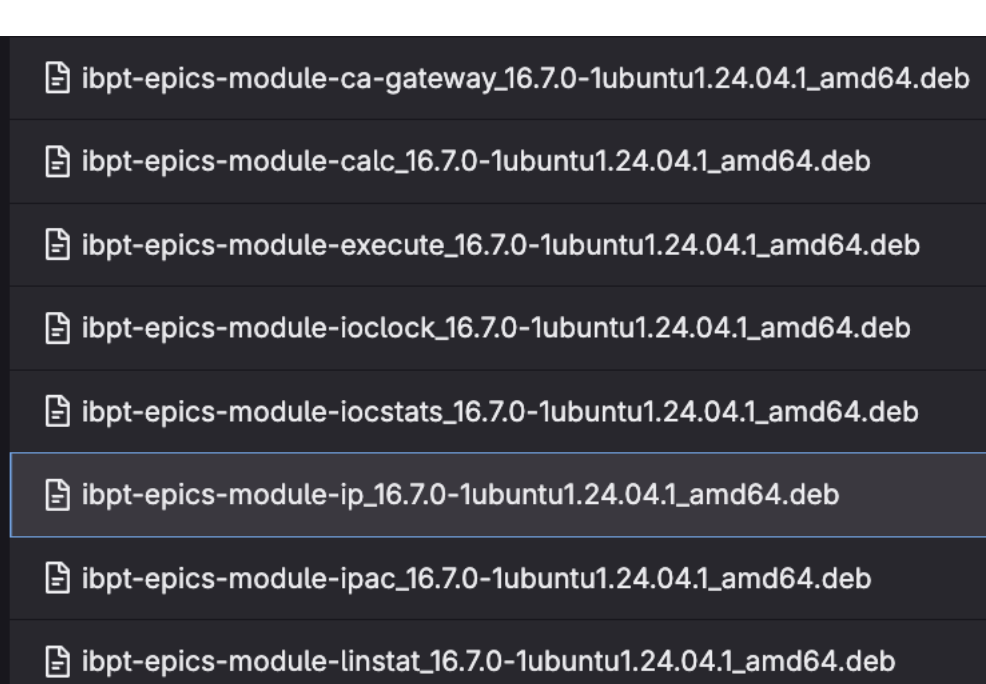 ibpt-epics-module-ca-gateway_16.7.0-1ubuntu1.24.04.1_amd64.deb
ibpt-epics-module-calc_16.7.0-1ubuntu1.24.04.1_amd64.deb
ibpt-epics-module-execute_16.7.0-1ubuntu1.24.04.1_amd64.deb
ibpt-epics-module-ioclock_16.7.0-1ubuntu1.24.04.1_amd64.deb
ibpt-epics-module-iocstats_16.7.0-1ubuntu1.24.04.1_amd64.deb
ibpt-epics-module-ip_16.7.0-1ubuntu1.24.04.1_amd64.deb
ibpt-epics-module-ipac_16.7.0-1ubuntu1.24.04.1_amd64.deb
ibpt-epics-module-linstat_16.7.0-1ubuntu1.24.04.1_amd64.deb